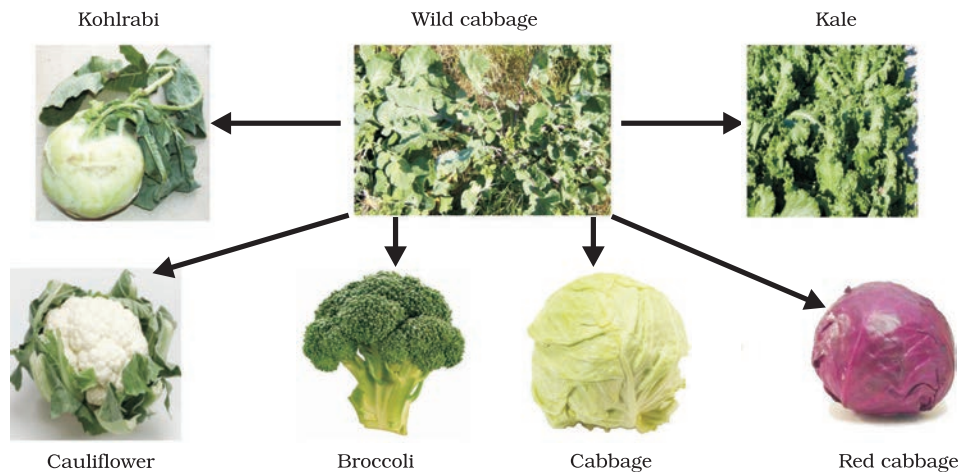 Kohlrabi
Wild cabbage
Kale
Cauliflower
Broccoli
Cabbage
Red cabbage